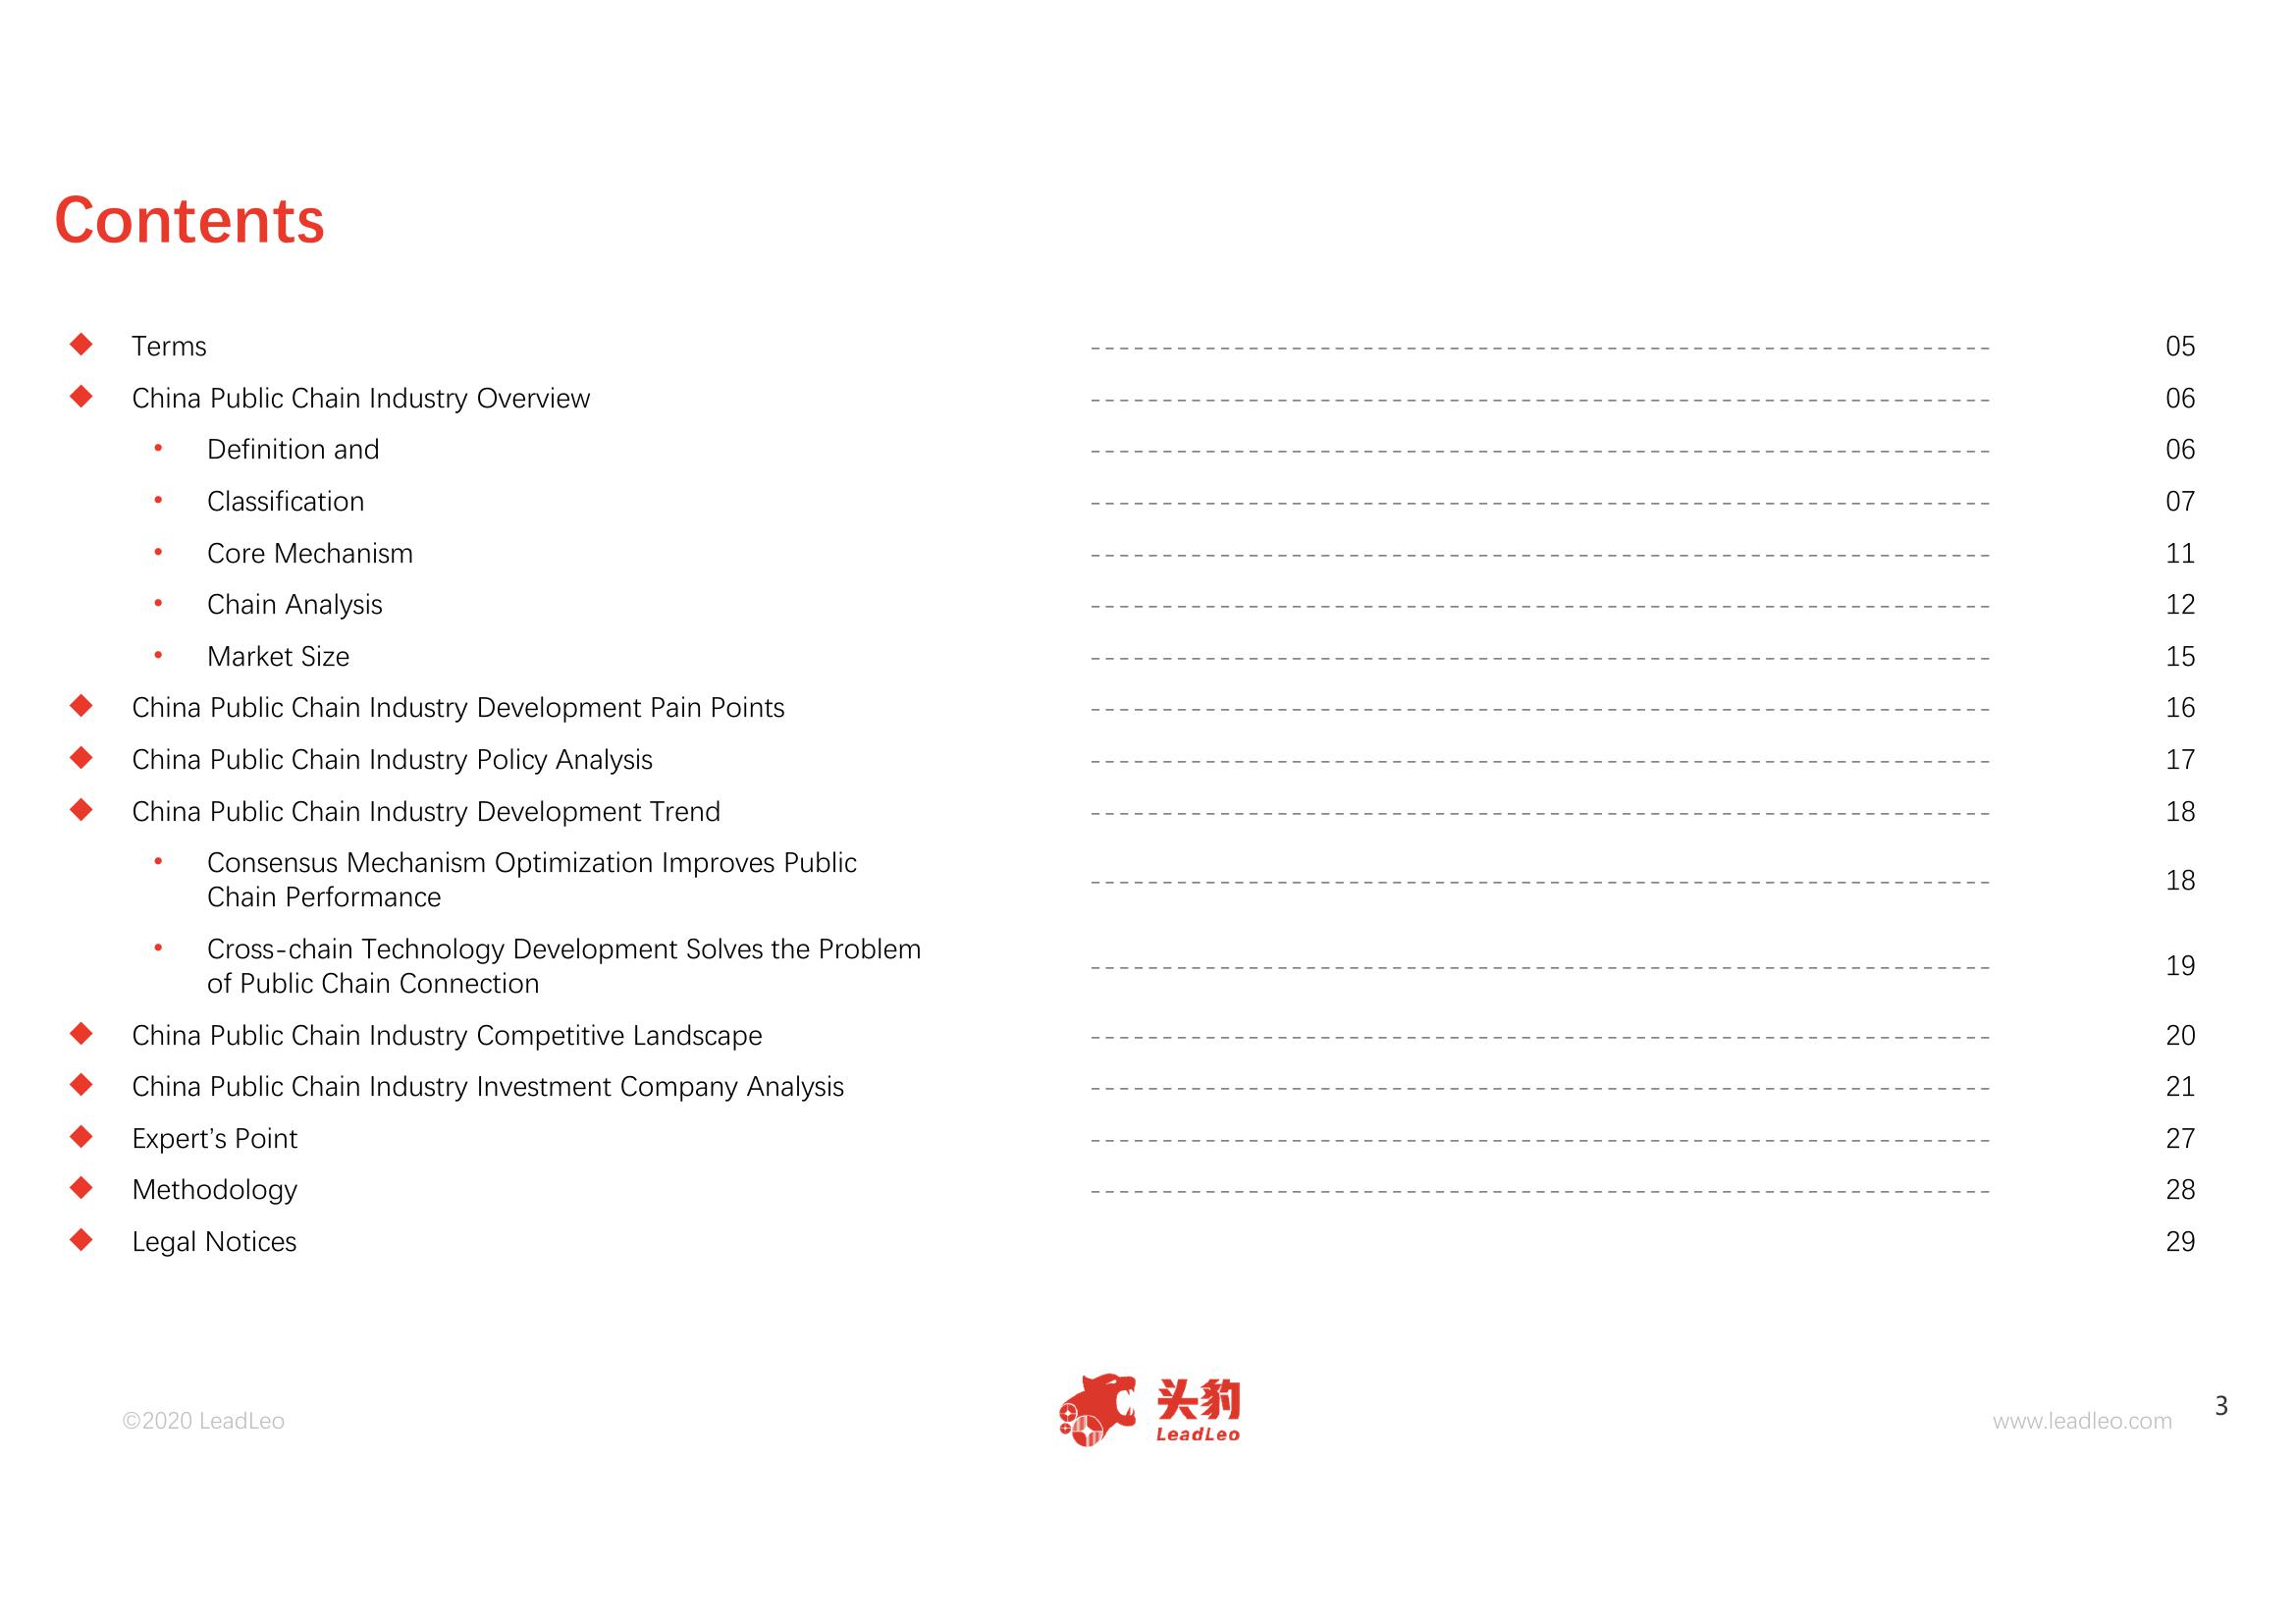 Contents
Terms 05
China Public Chain Industry Overview 06
Definition and 06
Classification 07
Core Mechanism 11
Chain Analysis 12
Market Size 15
China Public Chain Industry Development Pain Points 16
China Public Chain Industry Policy Analysis 17
China Public Chain Industry Development Trend 18
Consensus Mechanism Optimization Improves Public
Chain Performance 18
Cross-chain Technology Development Solves the Problem
of Public Chain Connection 19
China Public Chain Industry Competitive Landscape 20
China Public Chain Industry Investment Company Analysis 21
Expert’s Point 27
Methodology 28
Legal Notices 29
©2020 LeadLeo
头豹
LeadLeo
www.leadleo.com
3